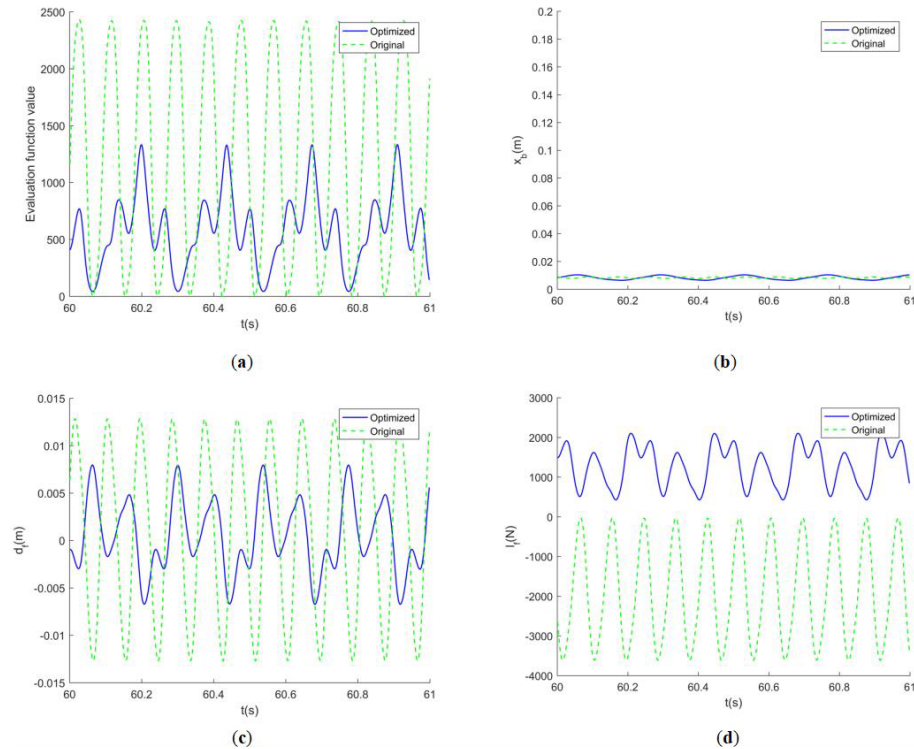 2500
2000
1500
1000
500
0
Evaluation function value
60
60.2
60.4
60.6
60.8
61
t(s)
Optimized
Original
(a)
0.2
0.18
0.16
0.14
0.12
0.1
0.08
0.06
0.04
0.02
0
x_b(m)
60
60.2
60.4
60.6
60.8
61
t(s)
Optimized
Original
(b)
0.015
0.01
0.005
0
-0.005
-0.01
-0.015
d_f(m)
60
60.2
60.4
60.6
60.8
61
t(s)
Optimized
Original
(c)
3000
2000
1000
0
-1000
-2000
-3000
-4000
l_f(N)
60
60.2
60.4
60.6
60.8
61
t(s)
Optimized
Original
(d)